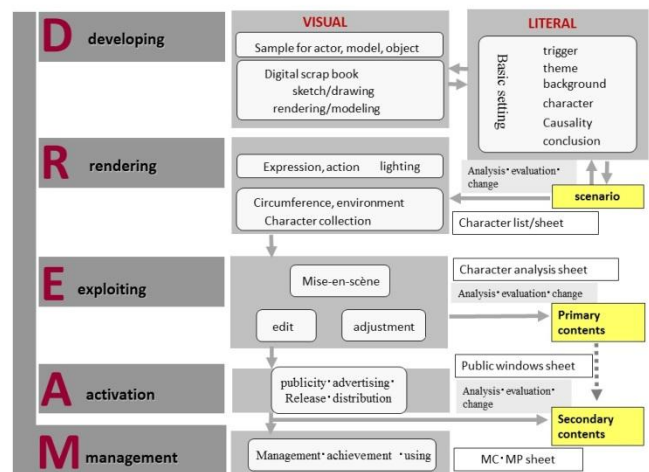 VISUAL
LITERAL
D developing
Sample for actor, model, object
Digital scrap book
sketch/drawing
rendering/modeling
Basic setting
trigger
theme
background
character
Causality
conclusion
R rendering
Expression, action lighting
Circumference, environment
Character collection
Analysis·evaluation·
change
scenario
Character list/sheet
E exploiting
Mise-en-scène
edit
adjustment
Character analysis sheet
Analysis·evaluation·change
Primary
contents
A activation
publicity·advertising·
Release·distribution
Public windows sheet
Analysis·evaluation·
change
Secondary
contents
M management
Management·achievement ·using
MC·MP sheet